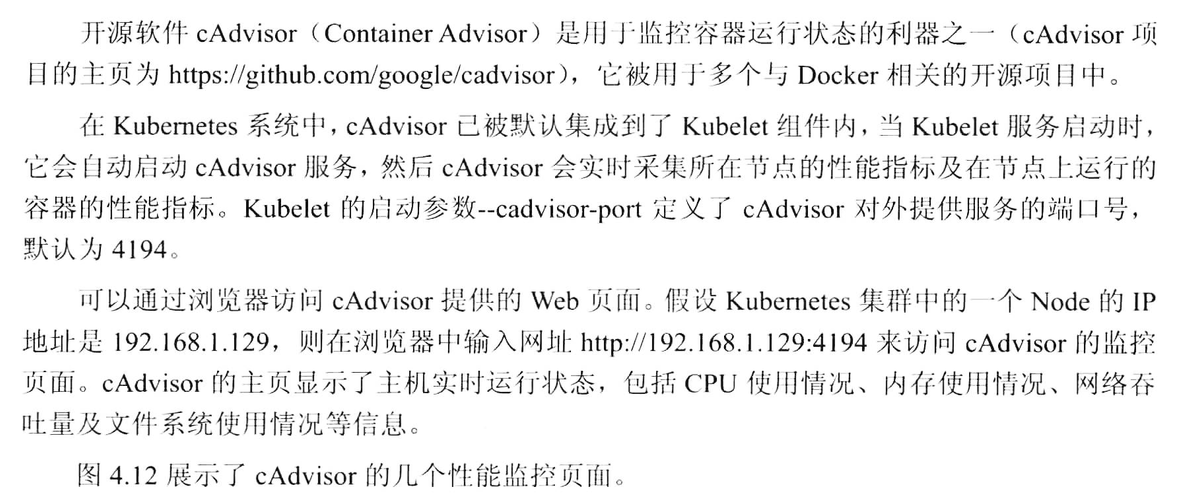 开源软件 cAdvisor（Container Advisor）是用于监控容器运行状态的利器之一（cAdvisor 项
目的主页为 https://github.com/google/cadvisor），它被用于多个与 Docker 相关的开源项目中。
在 Kubernetes 系统中，cAdvisor 已被默认集成到了 Kubelet 组件内，当 Kubelet 服务启动时，
它会自动启动 cAdvisor 服务，然后 cAdvisor 会实时采集所在节点的性能指标及在节点上运行的
容器的性能指标。Kubelet 的启动参数--cadvisor-port 定义了 cAdvisor 对外提供服务的端口号，
默认为 4194。
可以通过浏览器访问 cAdvisor 提供的 Web 页面。假设 Kubernetes 集群中的一个 Node 的 IP
地址是 192.168.1.129，则在浏览器中输入网址 http://192.168.1.129:4194 来访问 cAdvisor 的监控
页面。cAdvisor 的主页显示了主机实时运行状态，包括 CPU 使用情况、内存使用情况、网络吞
吐量及文件系统使用情况等信息。
图 4.12 展示了 cAdvisor 的几个性能监控页面。